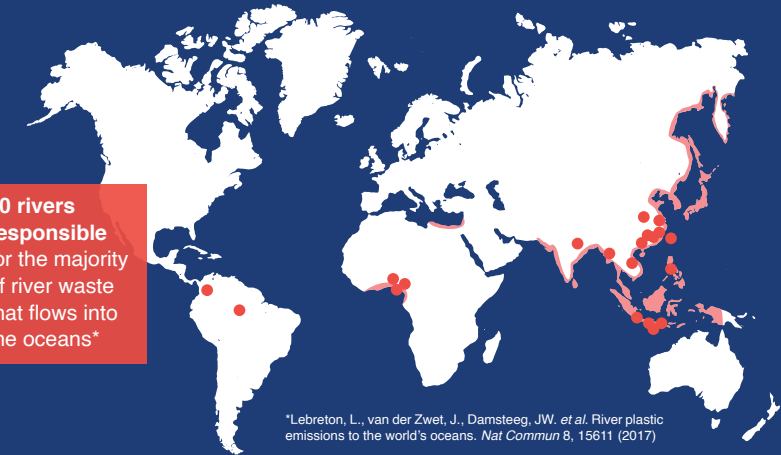 0 rivers
esponsible
or the majority
f river waste
hat flows into
e oceans*
*Lebreton, L., van der Zwet, J., Damsteeg, JW. et al. River plastic
emissions to the world's oceans. Nat Commun 8, 15611 (2017)